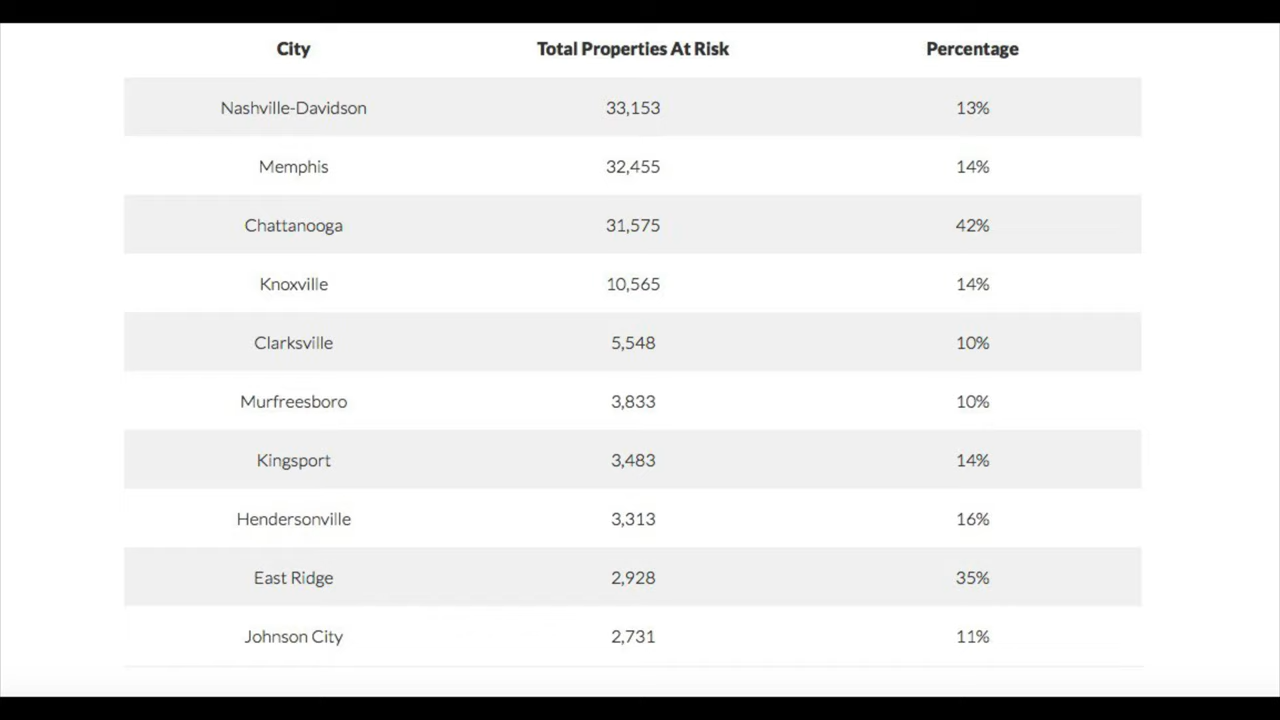 City Total Properties At Risk Percentage
Nashville-Davidson 33,153 13%
Memphis 32,455 14%
Chattanooga 31,575 42%
Knoxville 10,565 14%
Clarksville 5,548 10%
Murfreesboro 3,833 10%
Kingsport 3,483 14%
Hendersonville 3,313 16%
East Ridge 2,928 35%
Johnson City 2,731 11%